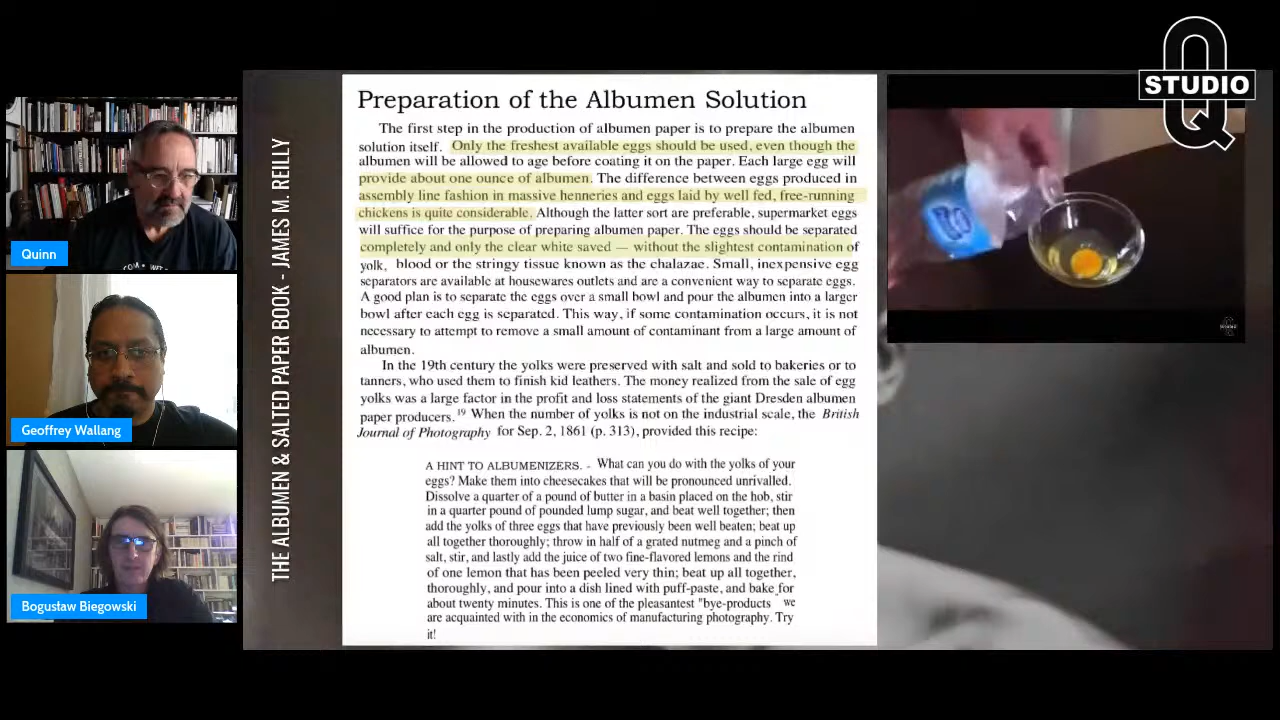 STUDIO
Q
Quinn
Geoffrey Wallang
Bogusław Biegowski
THE ALBUMEN & SALTED PAPER BOOK - JAMES M. REILLY
Preparation of the Albumen Solution
The first step in the production of albumen paper is to prepare the albumen
solution itself. Only the freshest available eggs should be used, even though the
albumen will be allowed to age before coating it on the paper. Each large egg will
provide about one ounce of albumen. The difference between eggs produced in
assembly line fashion in massive henneries and eggs laid by well fed, free-running
chickens is quite considerable. Although the latter sort are preferable, supermarket eggs
will suffice for the purpose of preparing albumen paper. The eggs should be separated
completely and only the clear white saved — without the slightest contamination of
yolk, blood or the stringy tissue known as the chalazae. Small, inexpensive egg
separators are available at housewares outlets and are a convenient way to separate eggs.
A good plan is to separate the eggs over a small bowl and pour the albumen into a larger
bowl after each egg is separated. This way, if some contamination occurs, it is not
necessary to attempt to remove a small amount of contaminant from a large amount of
albumen.
In the 19th century the yolks were preserved with salt and sold to bakeries or to
tanners, who used them to finish kid leathers. The money realized from the sale of egg
yolks was a large factor in the profit and loss statements of the giant Dresden albumen
paper producers.¹⁹ When the number of yolks is not on the industrial scale, the British
Journal of Photography for Sep. 2, 1861 (p. 313), provided this recipe:
A HINT TO ALBUMENIZERS. - What can you do with the yolks of your
eggs? Make them into cheesecakes that will be pronounced unrivalled.
Dissolve a quarter of a pound of butter in a basin placed on the hob, stir
in a quarter pound of pounded lump sugar, and beat well together; then
add the yolks of three eggs that have previously been well beaten; beat up
all together thoroughly; throw in half of a grated nutmeg and a pinch of
salt, stir, and lastly add the juice of two fine-flavored lemons and the rind
of one lemon that has been peeled very thin; beat up all together,
thoroughly, and pour into a dish lined with puff-paste, and bake for
about twenty minutes. This is one of the pleasantest "bye-products we
are acquainted with in the economics of manufacturing photography. Try
it!